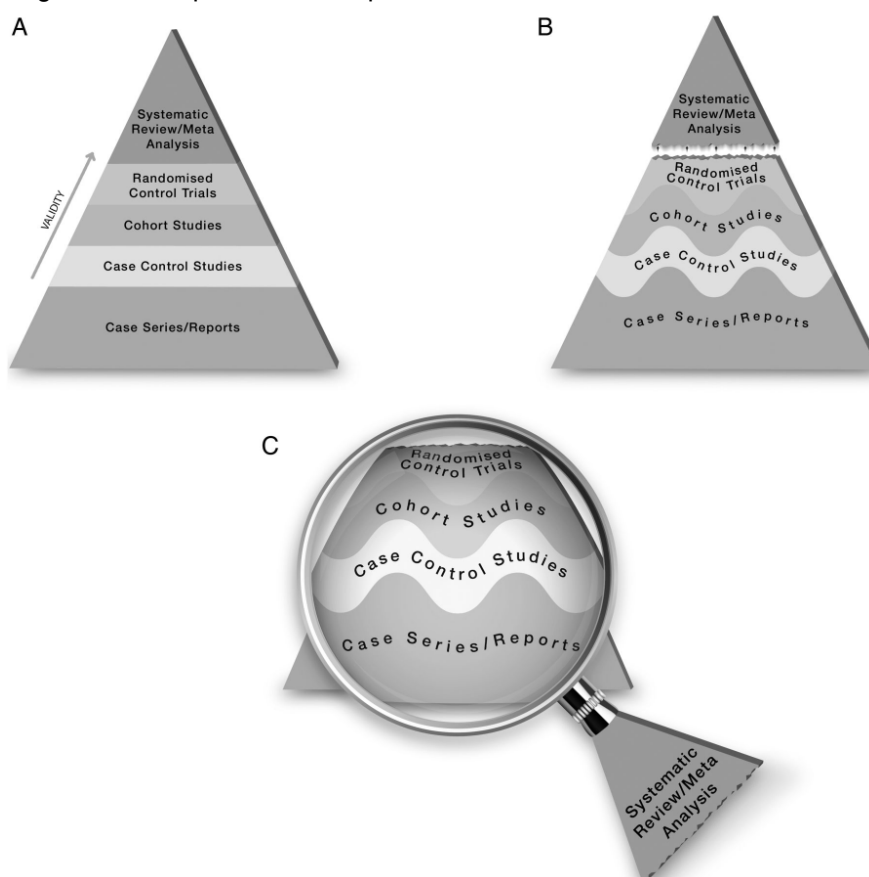 A
Systematic
Review/Meta
Analysis
Randomised
Control Trials
Cohort Studies
Case Control Studies
Case Series/Reports
VALIDITY
B
Systematic
Review/Meta
Analysis
Randomised
Control Trials
Cohort Studies
Case Control Studies
Case Series/Reports
C
Randomised
Control Trials
Cohort Studies
Case Control Studies
Case Series/Reports
Systematic
Review/Meta
Analysis